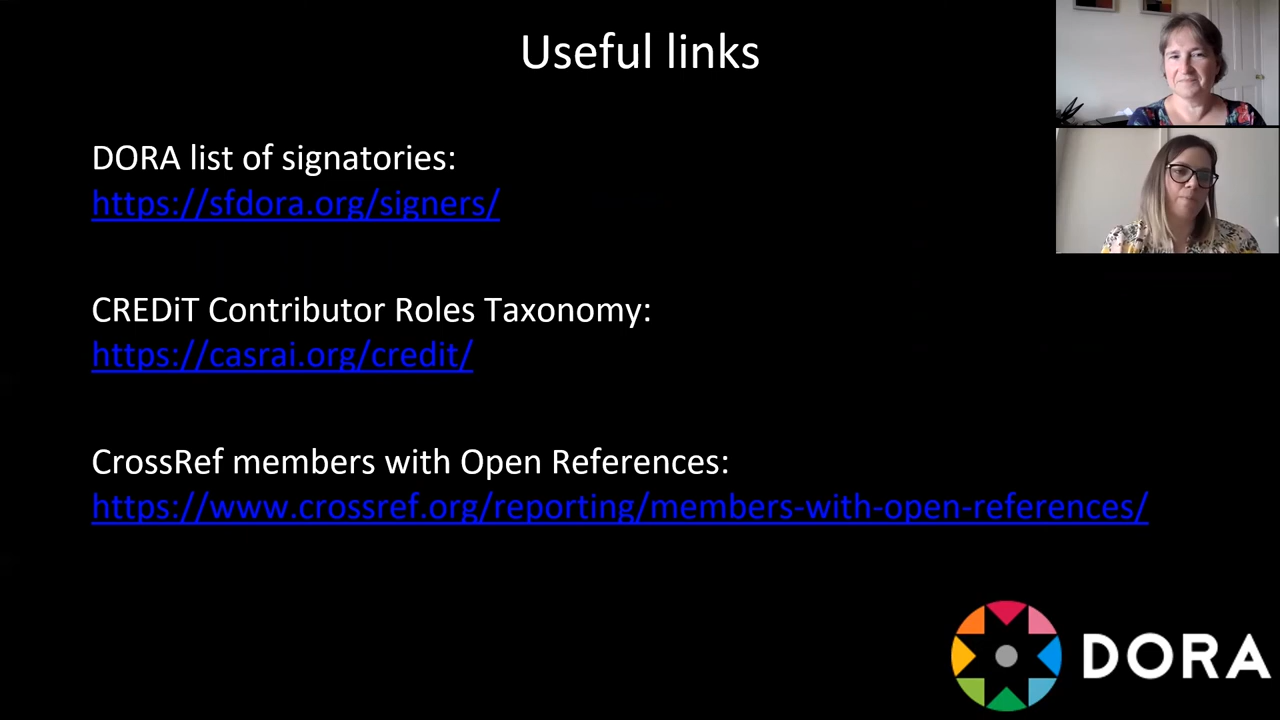 Useful links
DORA list of signatories:
https://sfdora.org/signers/
CREDiT Contributor Roles Taxonomy:
https://casrai.org/credit/
CrossRef members with Open References:
https://www.crossref.org/reporting/members-with-open-references/
DORA